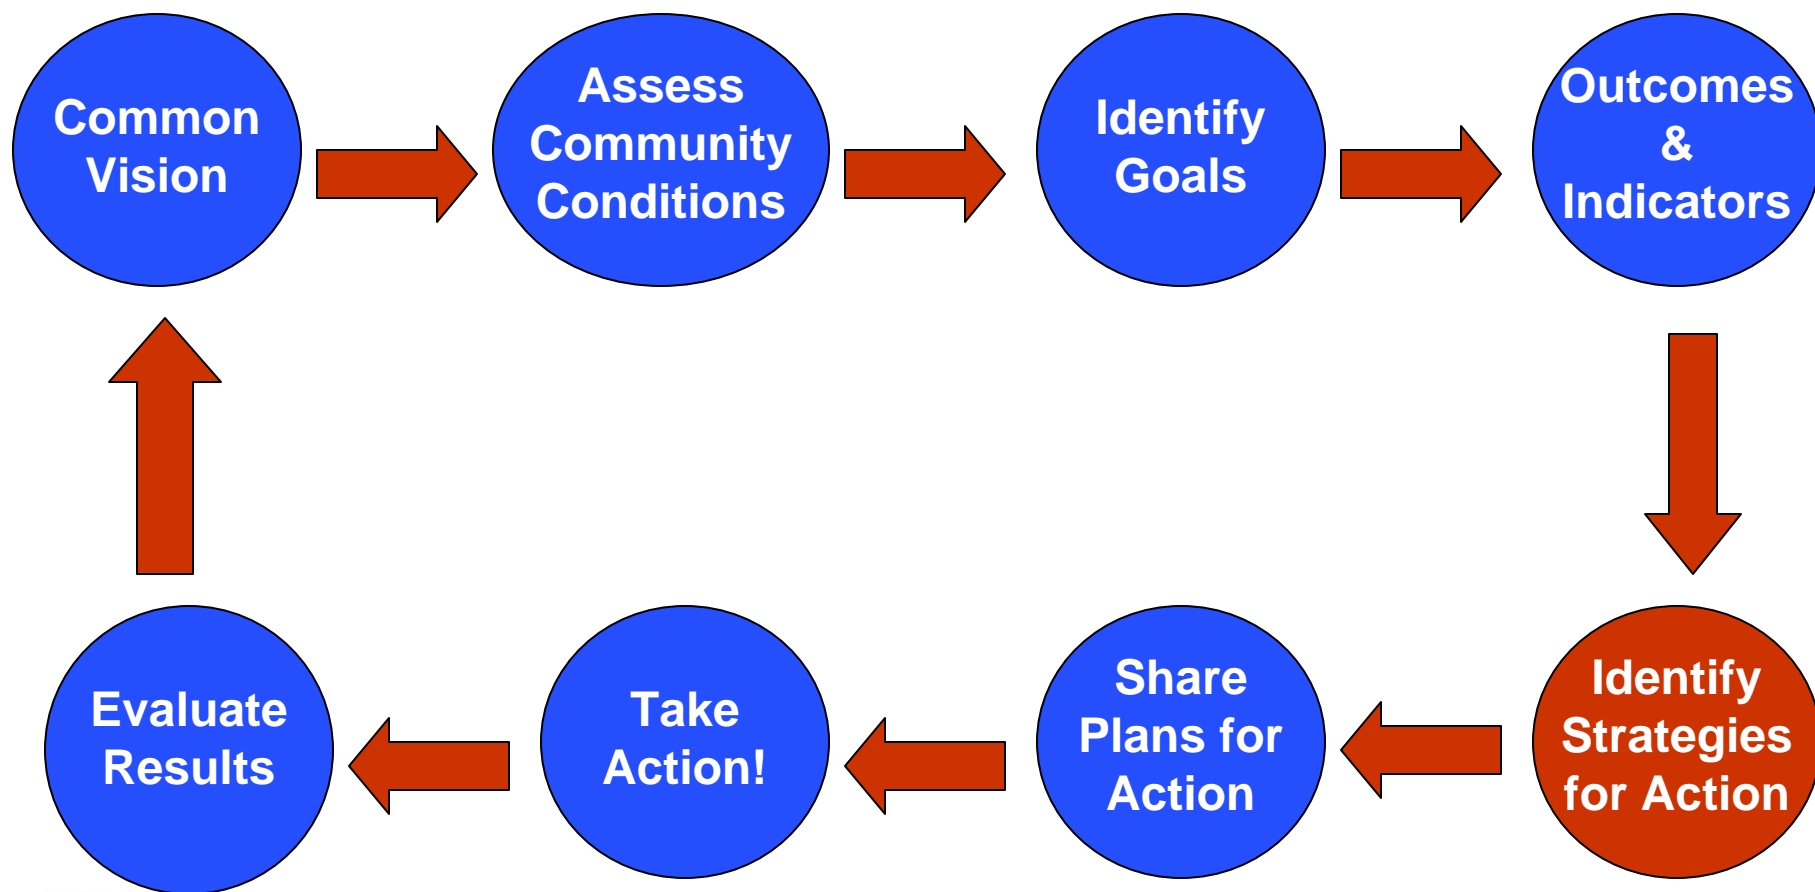 Common
Vision
Assess
Community
Conditions
Identify
Goals
Outcomes
&
Indicators
Evaluate
Results
Take
Action!
Share
Plans for
Action
Identify
Strategies
for Action